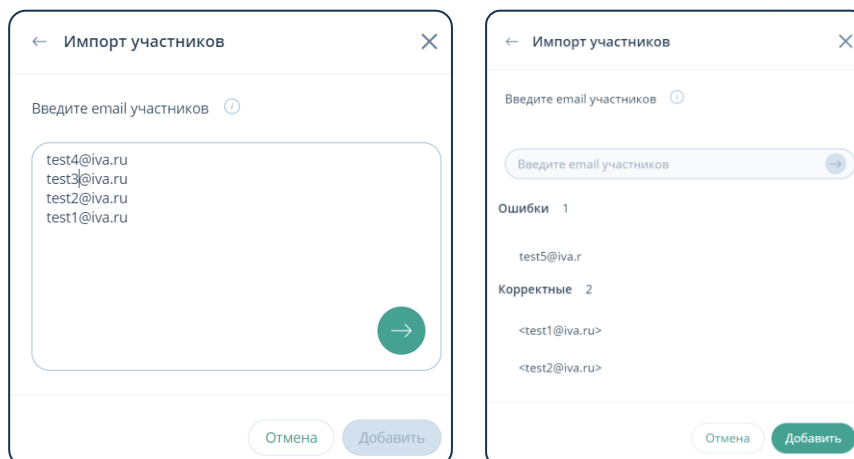 ← Импорт участников
Введите email участников
test4@iva.ru
test3@iva.ru
test2@iva.ru
test1@iva.ru
Отмена
Добавить
← Импорт участников
Введите email участников
Введите email участников
Ошибки 1
test5@iva.r
Корректные 2
<test1@iva.ru>
<test2@iva.ru>
Отмена
Добавить